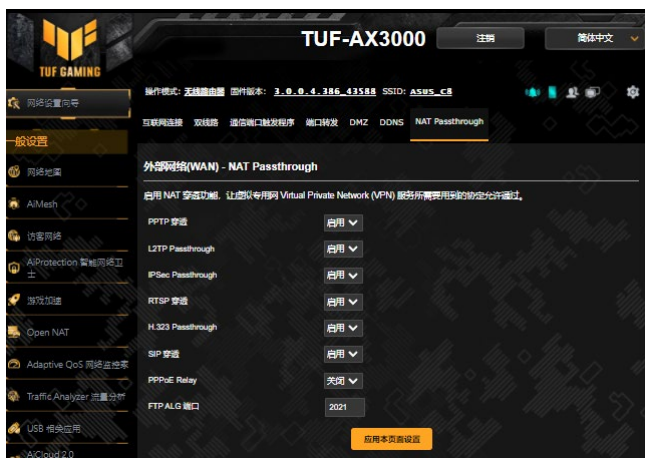 TUF GAMING
TUF-AX3000
注销
简体中文
操作模式: 无线路由器 固件版本: 3.0.0.4.386_43588 SSID: ASUS_C8
网络设置向导
互联网连接 双线路 通信端口触发程序 端口转发 DMZ DDNS NAT Passthrough
一般设置
网络地图
AiMesh
访客网络
AiProtection 智能网络卫士
游戏加速
Open NAT
Adaptive QoS 网络监控家
Traffic Analyzer 流量分析
USB 相关应用
AiCloud 2.0
外部网络(WAN) - NAT Passthrough
启用 NAT 穿透功能，让虚拟专用网 Virtual Private Network (VPN) 服务所需要用到的协定允许通过。
PPTP 穿透 启用
L2TP Passthrough 启用
IPSec Passthrough 启用
RTSP 穿透 启用
H.323 Passthrough 启用
SIP 穿透 启用
PPPoE Relay 关闭
FTP ALG 端口 2021
应用本页面设置